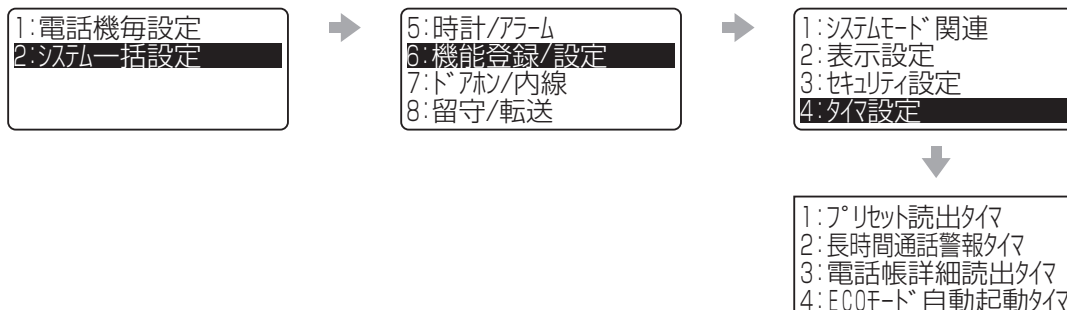 1:電話機毎設定
2:システム一括設定
5:時計/アラーム
6:機能登録/設定
7:ドアホン/内線
8:留守/転送
1:システムモード関連
2:表示設定
3:セキュリティ設定
4:タイマ設定
1:プリセット読出タイマ
2:長時間通話警報タイマ
3:電話帳詳細読出タイマ
4:ECOモード自動起動タイマ